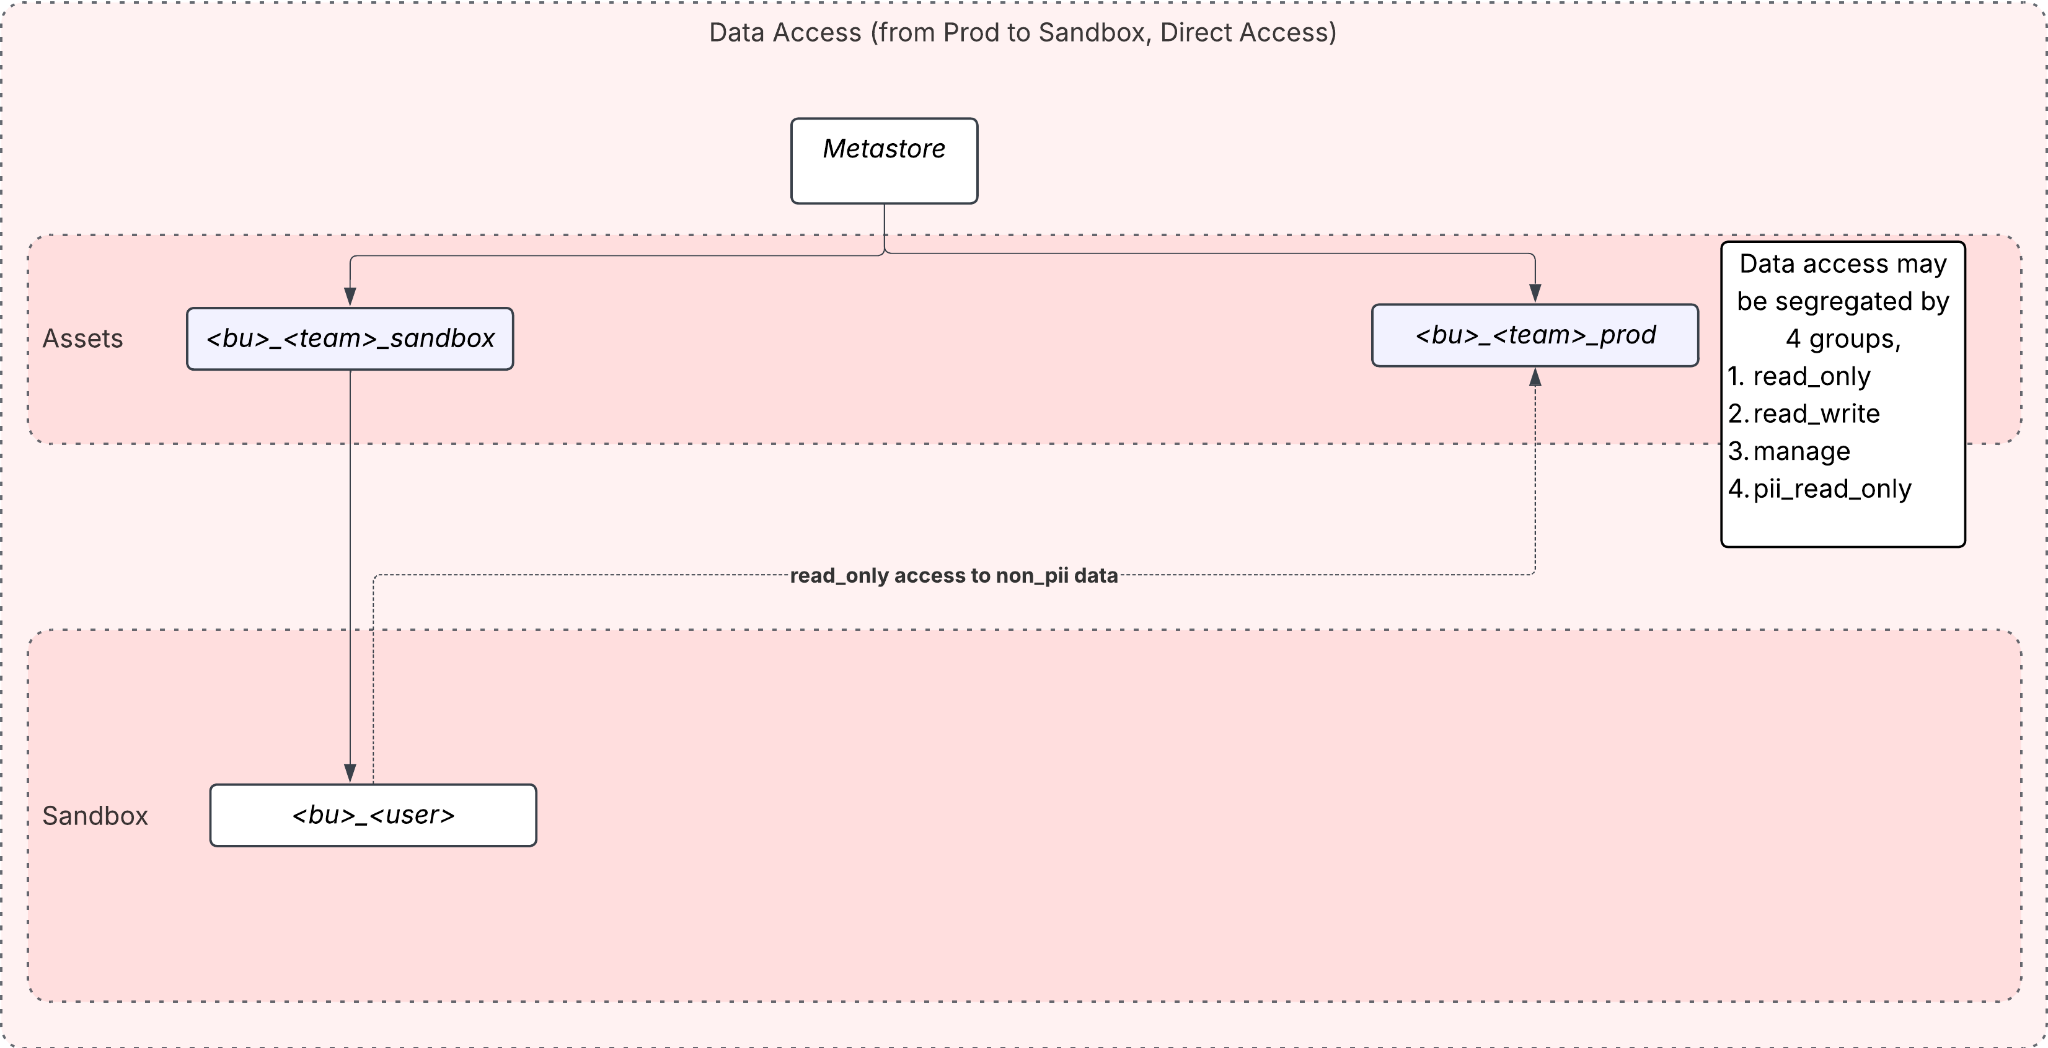 Data Access (from Prod to Sandbox, Direct Access)
Metastore
Assets
<bu>_<team>_sandbox
<bu>_<team>_prod
Data access may
be segregated by
4 groups,
1. read_only
2. read_write
3. manage
4. pii_read_only
read_only access to non_pii data
Sandbox
<bu>_<user>